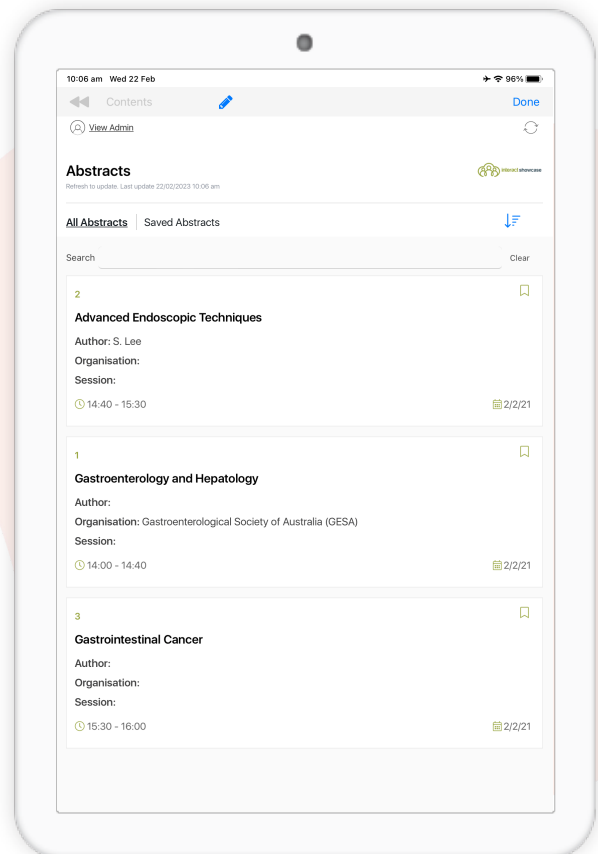 10:06 am Wed 22 Feb
96%
Contents
Done
View Admin
Abstracts
interact showcase
Refresh to update. Last update 22/02/2023 10:06 am
All Abstracts
Saved Abstracts
Search
Clear
2
Advanced Endoscopic Techniques
Author: S. Lee
Organisation:
Session:
14:40 - 15:30
2/2/21
1
Gastroenterology and Hepatology
Author:
Organisation: Gastroenterological Society of Australia (GESA)
Session:
14:00 - 14:40
2/2/21
3
Gastrointestinal Cancer
Author:
Organisation:
Session:
15:30 - 16:00
2/2/21